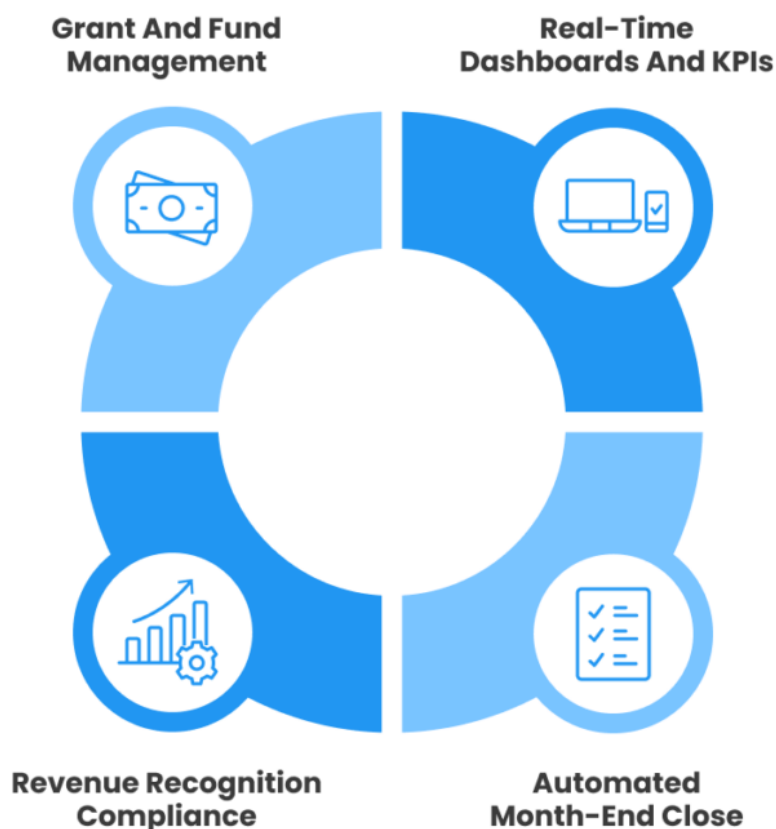 Grant And Fund
Management
Real-Time
Dashboards And KPIs
Revenue Recognition
Compliance
Automated
Month-End Close